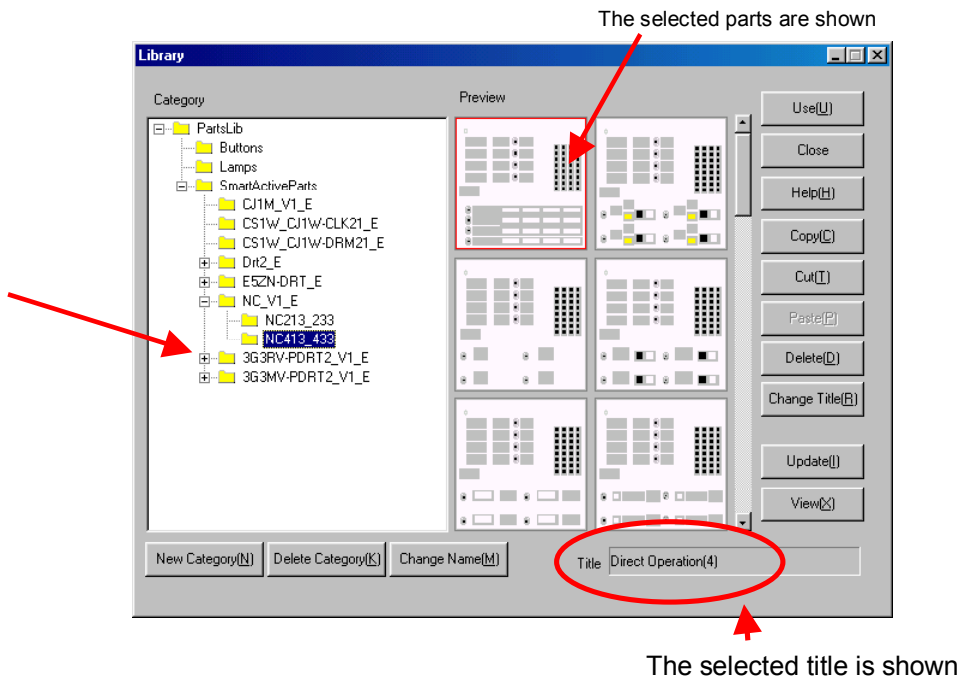 The selected parts are shown
Library
Category
Preview
PartsLib
Buttons
Lamps
SmartActiveParts
CJ1M_V1_E
CS1W_CJ1W-CLK21_E
CS1W_CJ1W-DRM21_E
Drt2_E
E5ZN-DRT_E
NC_V1_E
NC213_233
NC413_433
3G3RV-PDRT2_V1_E
3G3MV-PDRT2_V1_E
Use(U)
Close
Help(H)
Copy(C)
Cut(T)
Paste(P)
Delete(D)
Change Title(R)
Update(I)
View(X)
New Category(N) Delete Category(K) Change Name(M)
Title Direct Operation(4)
The selected title is shown